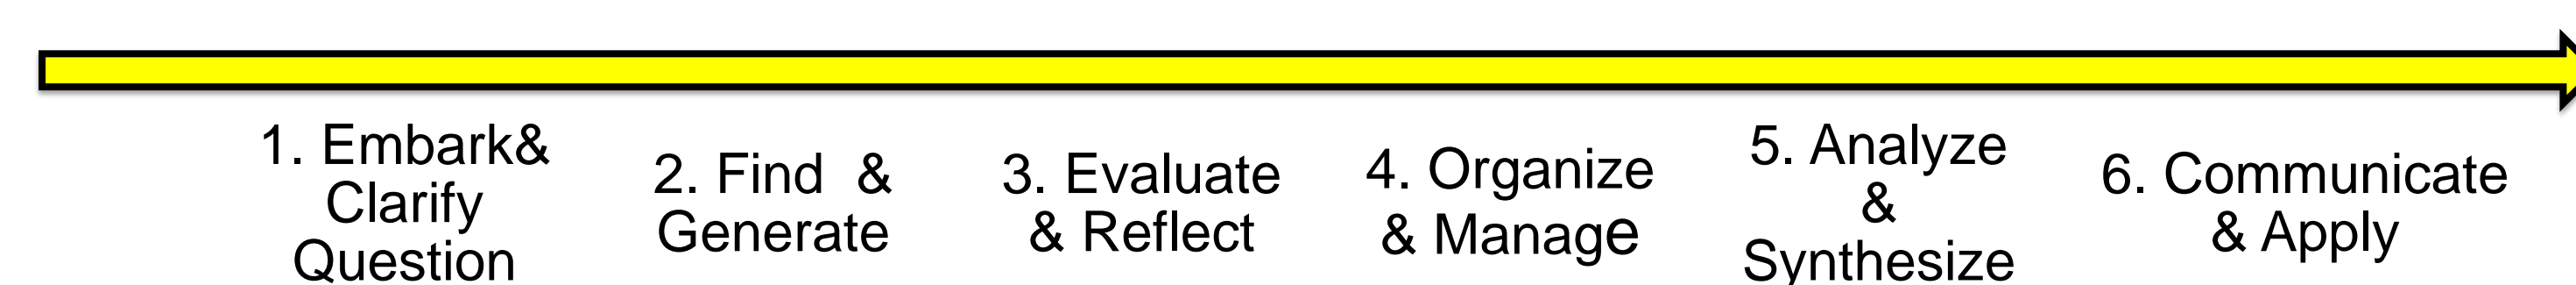 1. Embark&
Clarify
Question
2. Find  &
Generate
3. Evaluate
& Reflect
4. Organize
& Manage
5. Analyze
&
Synthesize
6. Communicate
& Apply